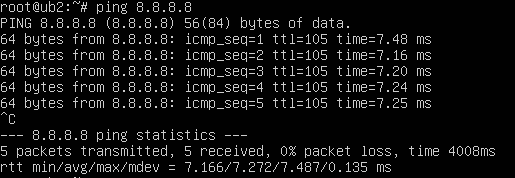 root@ub2:~# ping 8.8.8.8
PING 8.8.8.8 (8.8.8.8) 56(84) bytes of data.
64 bytes from 8.8.8.8: icmp_seq=1 ttl=105 time=7.48 ms
64 bytes from 8.8.8.8: icmp_seq=2 ttl=105 time=7.16 ms
64 bytes from 8.8.8.8: icmp_seq=3 ttl=105 time=7.20 ms
64 bytes from 8.8.8.8: icmp_seq=4 ttl=105 time=7.24 ms
64 bytes from 8.8.8.8: icmp_seq=5 ttl=105 time=7.25 ms
^C
--- 8.8.8.8 ping statistics ---
5 packets transmitted, 5 received, 0% packet loss, time 4008ms
rtt min/avg/max/mdev = 7.166/7.272/7.487/0.135 ms